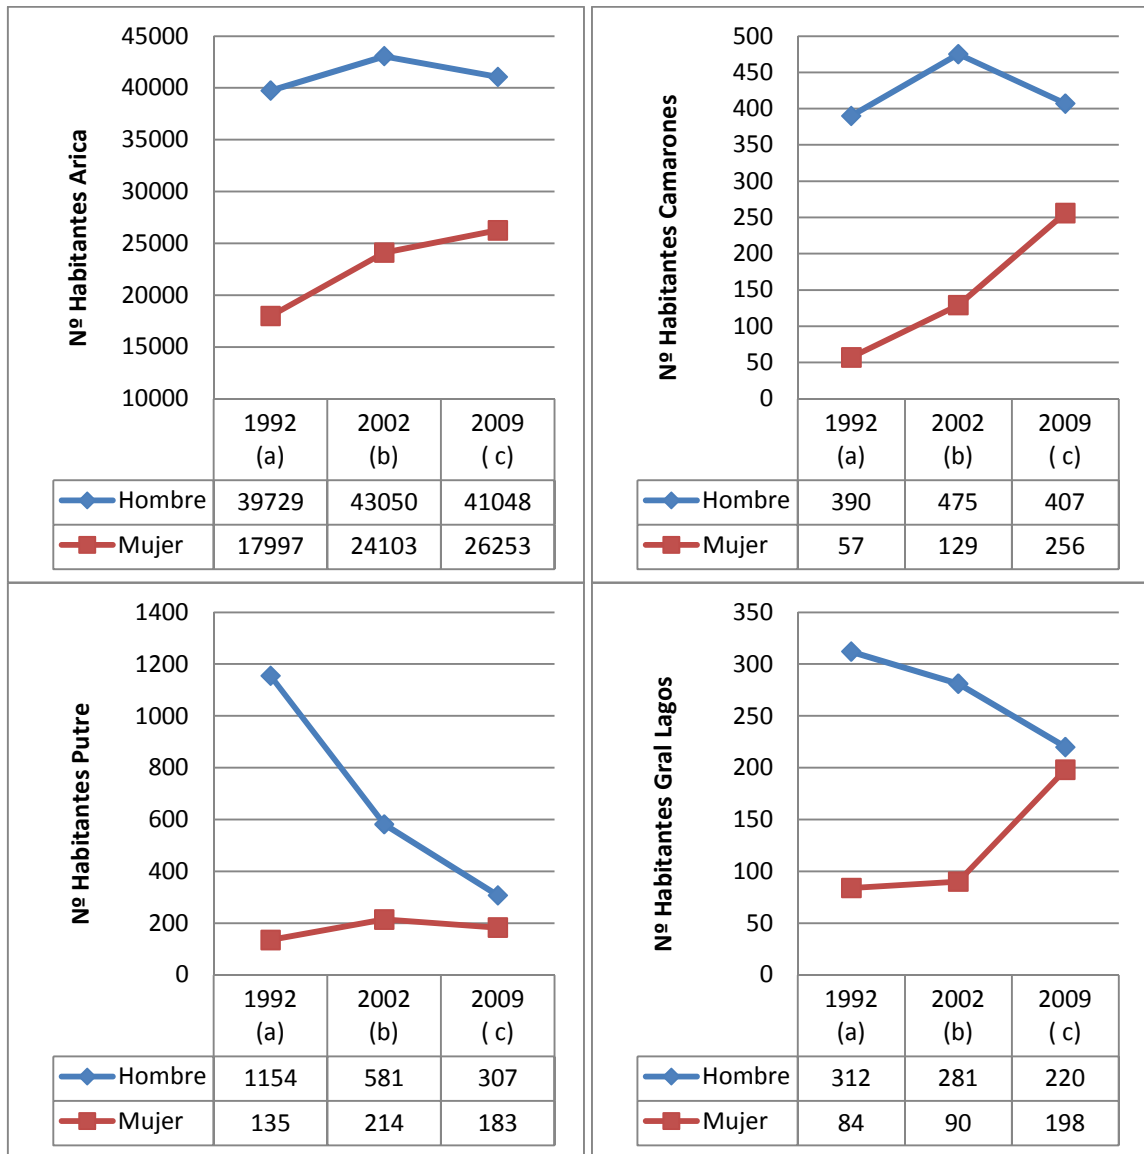 Nº Habitantes Arica
45000
40000
35000
30000
25000
20000
15000
10000
1992 2002 2009
(a) (b) ( c)
Hombre 39729 43050 41048
Mujer 17997 24103 26253
Nº Habitantes Camarones
500
450
400
350
300
250
200
150
100
50
0
1992 2002 2009
(a) (b) ( c)
Hombre 390 475 407
Mujer 57 129 256
Nº Habitantes Putre
1400
1200
1000
800
600
400
200
0
1992 2002 2009
(a) (b) ( c)
Hombre 1154 581 307
Mujer 135 214 183
Nº Habitantes Gral Lagos
350
300
250
200
150
100
50
0
1992 2002 2009
(a) (b) ( c)
Hombre 312 281 220
Mujer 84 90 198